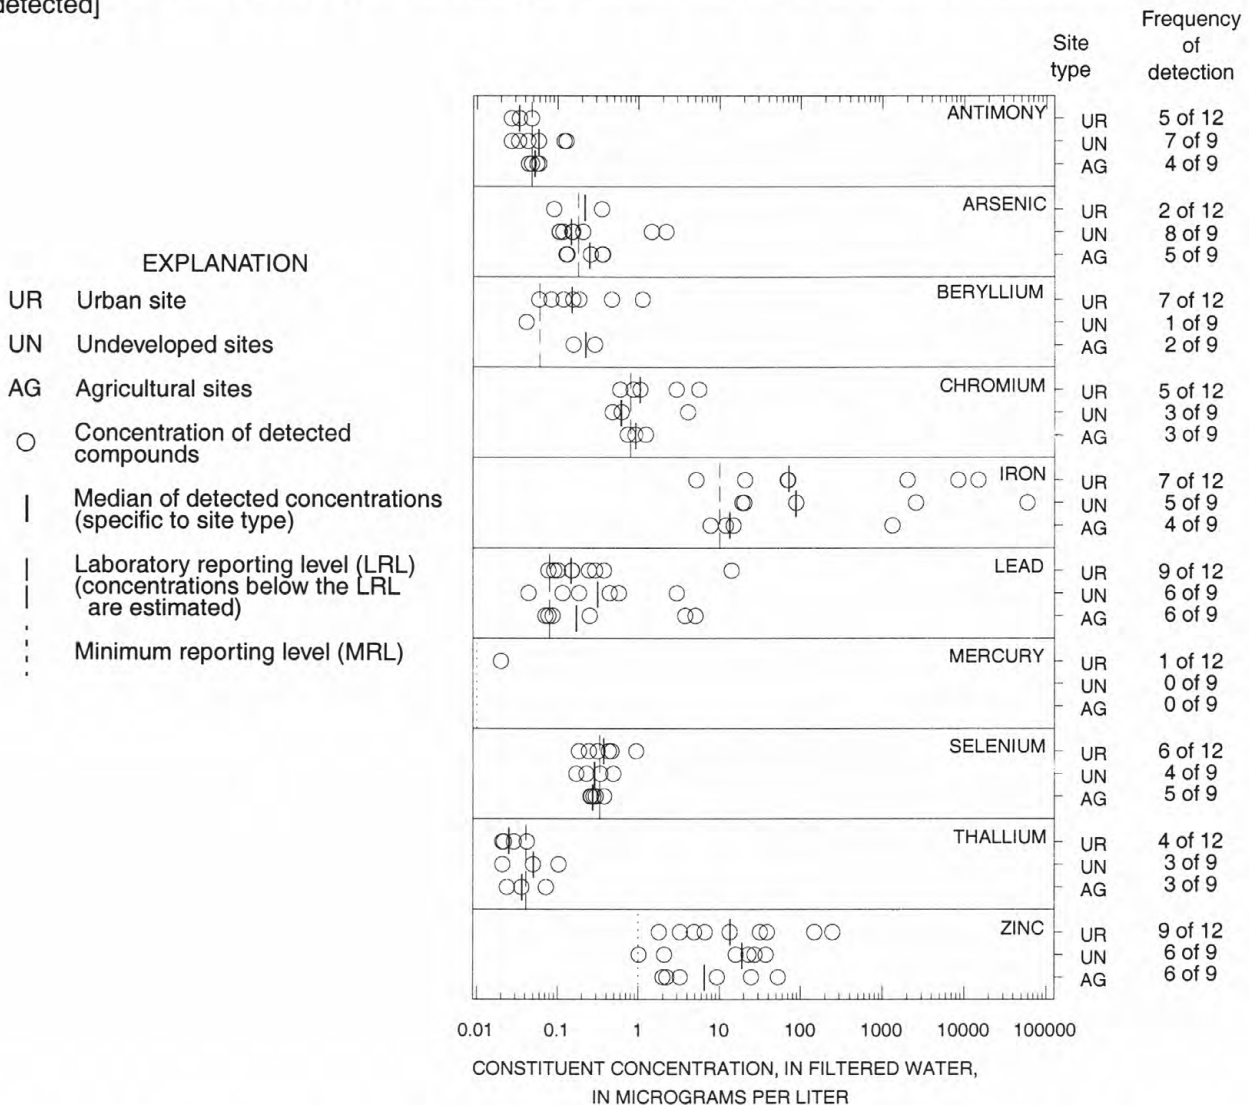 detected]
Site
type
Frequency
of
detection
ANTIMONY
UR 5 of 12
UN 7 of 9
AG 4 of 9
ARSENIC
UR 2 of 12
UN 8 of 9
AG 5 of 9
BERYLLIUM
UR 7 of 12
UN 1 of 9
AG 2 of 9
CHROMIUM
UR 5 of 12
UN 3 of 9
AG 3 of 9
IRON
UR 7 of 12
UN 5 of 9
AG 4 of 9
LEAD
UR 9 of 12
UN 6 of 9
AG 6 of 9
MERCURY
UR 1 of 12
UN 0 of 9
AG 0 of 9
SELENIUM
UR 6 of 12
UN 4 of 9
AG 5 of 9
THALLIUM
UR 4 of 12
UN 3 of 9
AG 3 of 9
ZINC
UR 9 of 12
UN 6 of 9
AG 6 of 9
0.01 0.1 1 10 100 1000 10000 100000
CONSTITUENT CONCENTRATION, IN FILTERED WATER,
IN MICROGRAMS PER LITER
EXPLANATION
UR Urban site
UN Undeveloped sites
AG Agricultural sites
Concentration of detected
compounds
Median of detected concentrations
(specific to site type)
Laboratory reporting level (LRL)
(concentrations below the LRL
are estimated)
Minimum reporting level (MRL)